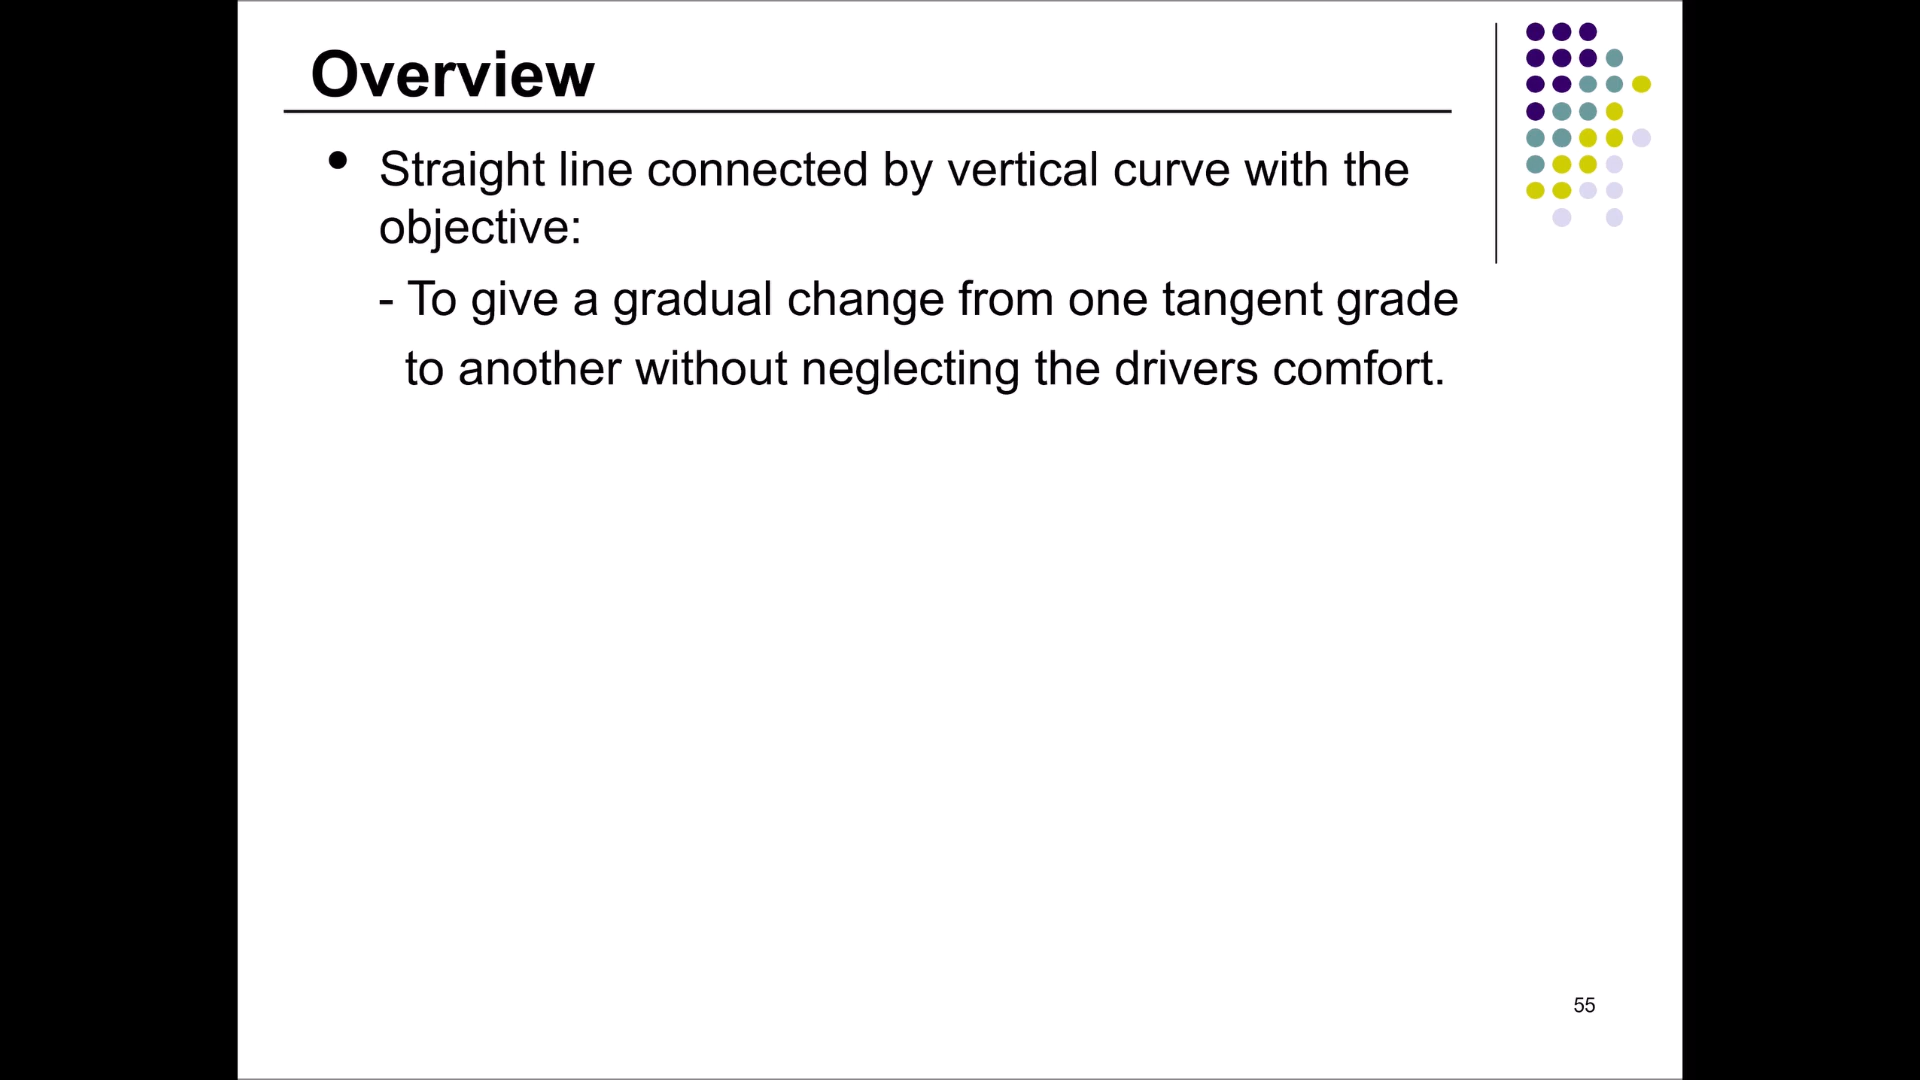 Overview
• Straight line connected by vertical curve with the
objective:
- To give a gradual change from one tangent grade
to another without neglecting the drivers comfort.
55